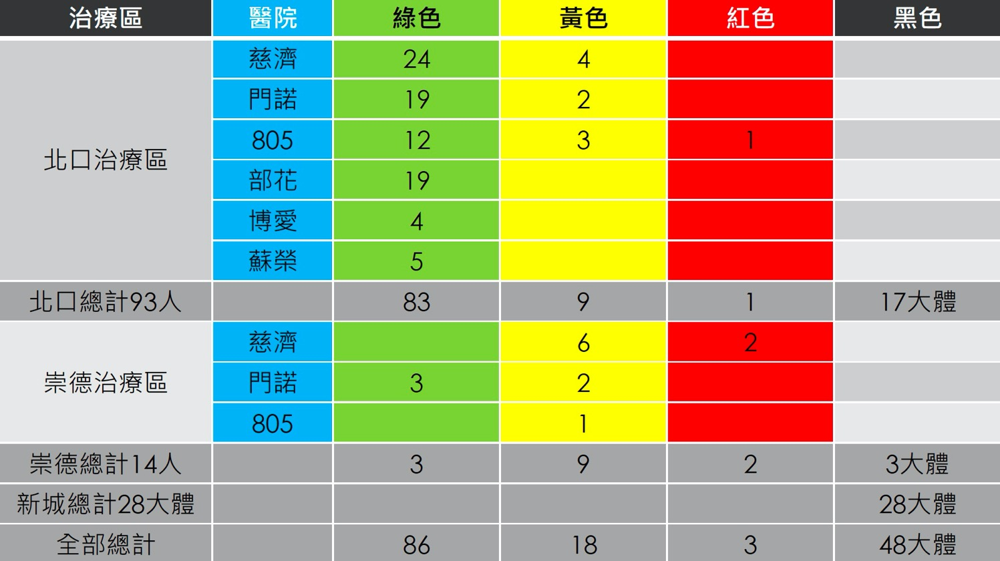 治療區 醫院 綠色 黃色 紅色 黑色
北口治療區
慈濟 24 4
門諾 19 2
805 12 3 1
部花 19
博愛 4
蘇榮 5
北口總計93人 83 9 1 17大體
崇德治療區
慈濟 6 2
門諾 3 2
805 1
崇德總計14人 3 9 2 3大體
新城總計28大體 28大體
全部總計 86 18 3 48大體